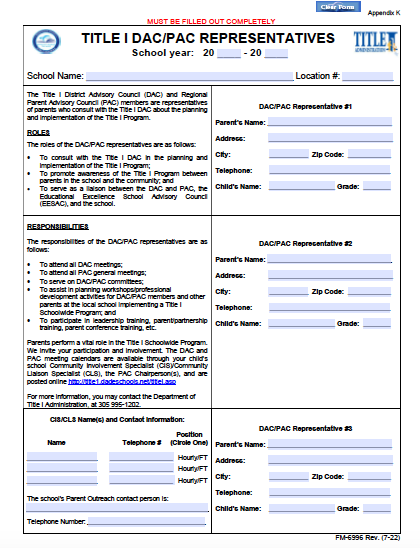 Clear Form
Appendix K
MUST BE FILLED OUT COMPLETELY
TITLE I DAC/PAC REPRESENTATIVES
School year: 20 ____ - 20 ____
TITLE I
ADMINISTRATION
School Name: Location #:
The Title I District Advisory Council (DAC) and Regional
Parent Advisory Council (PAC) members are representatives
of parents who consult with the Title I DAC about the planning
and implementation of the Title I Program.
ROLES
The roles of the DAC/PAC representatives are as follows:
• To consult with the Title I DAC in the planning and
implementation of the Title I Program;
• To promote awareness of the Title I Program between
parents in the school and the community; and
• To serve as a liaison between the DAC and PAC, the
Educational Excellence School Advisory Council
(EESAC), and the school.
DAC/PAC Representative #1
Parent's Name:
Address:
City: Zip Code:
Telephone:
Child's Name: Grade:
RESPONSIBILITIES
The responsibilities of the DAC/PAC representatives are as
follows:
• To attend all DAC meetings;
• To attend all PAC general meetings;
• To serve on DAC/PAC committees;
• To assist in planning workshops/professional
development activities for DAC/PAC members and other
parents at the local school implementing a Title I
Schoolwide Program; and
• To participate in leadership training, parent/partnership
training, parent conference training, etc.
Parents perform a vital role in the Title I Schoolwide Program.
We invite your participation and involvement. The DAC and
PAC meeting calendars are available through your child's
school Community Involvement Specialist (CIS)/Community
Liaison Specialist (CLS), the PAC Chairperson(s), and are
posted online http://title1.dadeschools.net/titleI.asp
For more information, you may contact the Department of
Title I Administration, at 305 995-1202.
DAC/PAC Representative #2
Parent's Name:
Address:
City: Zip Code:
Telephone:
Child's Name: Grade:
CIS/CLS Name(s) and Contact Information:
Position
Name Telephone # (Circle One)
Hourly/FT
Hourly/FT
Hourly/FT
The school's Parent Outreach contact person is:
Telephone Number:
DAC/PAC Representative #3
Parent's Name:
Address:
City: Zip Code:
Telephone:
Child's Name: Grade:
FM-6996 Rev. (7-22)